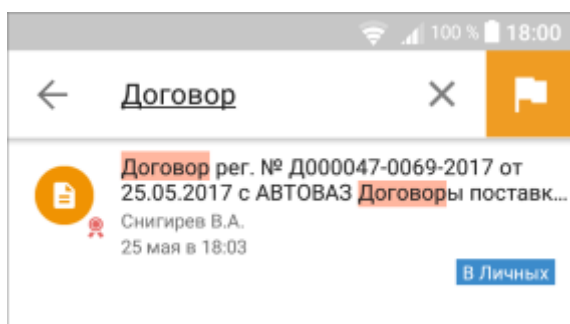 100 % 18:00
Договор
Договор рег. № Д000047-0069-2017 от
25.05.2017 с АВТОВАЗ Договоры поставк...
Снигирев В.А.
25 мая в 18:03
В Личных